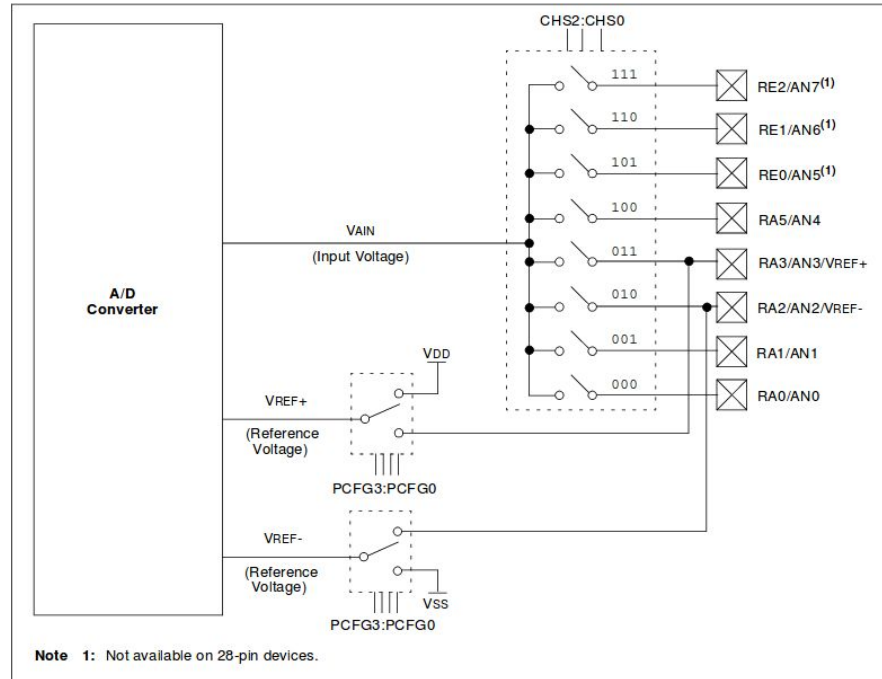 CHS2:CHS0
111
RE2/AN7(1)
110
RE1/AN6(1)
101
RE0/AN5(1)
100
RA5/AN4
VAIN
(Input Voltage)
011
RA3/AN3/VREF+
A/D
Converter
010
RA2/AN2/VREF-
VDD
001
RA1/AN1
000
RA0/AN0
VREF+
(Reference
Voltage)
PCFG3:PCFG0
VREF-
(Reference
Voltage)
VSS
PCFG3:PCFG0
Note 1: Not available on 28-pin devices.